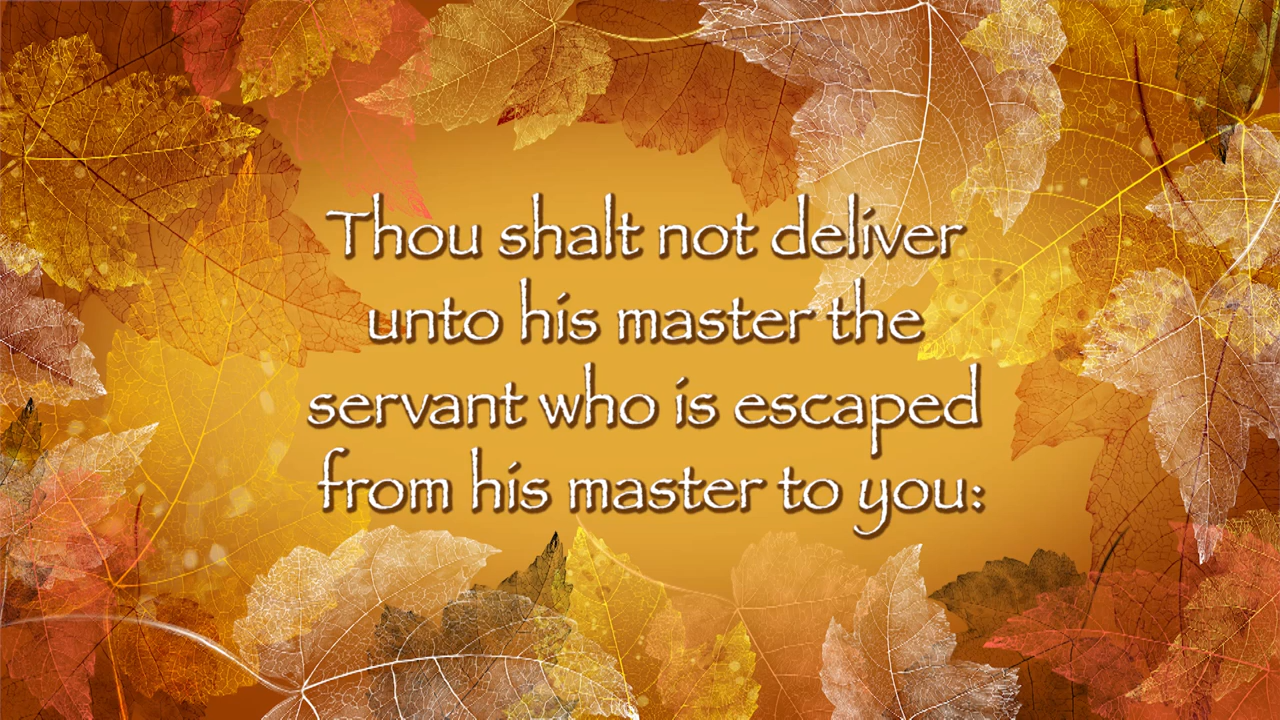 Thou shalt not deliver
unto his master the
servant who is escaped
from his master to you: